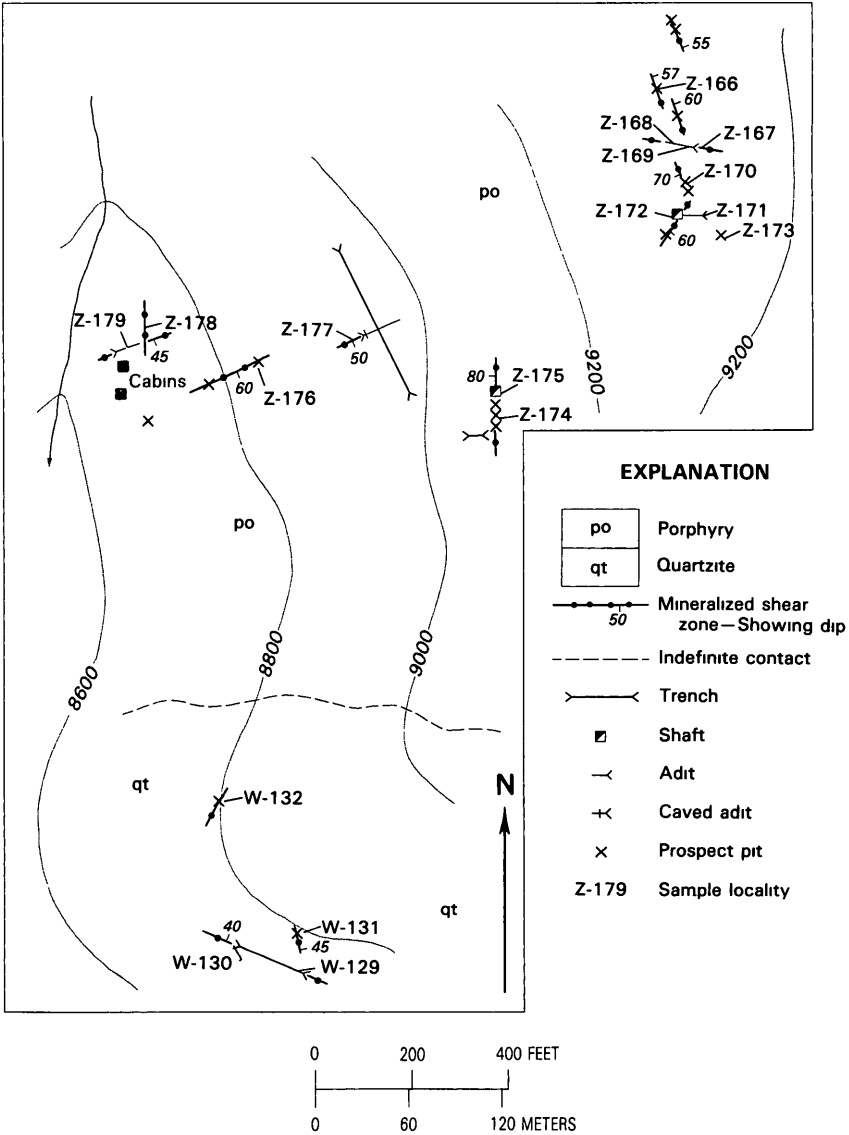 55
57
Z-166
60
Z-168
Z-167
Z-169
Z-170
70
po
Z-172
Z-171
Z-173
60
Z-179
Z-178
Z-177
45
50
9200
9200
Cabins
60
Z-176
80
Z-175
Z-174
po
EXPLANATION
po Porphyry
qt Quartzite
Mineralized shear
zone—Showing dip
50
Indefinite contact
8800
9000
8600
Trench
Shaft
Adit
N
qt
W-132
Caved adit
Prospect pit
Z-179 Sample locality
qt
40
W-131
45
W-130
W-129
0 200 400 FEET
0 60 120 METERS